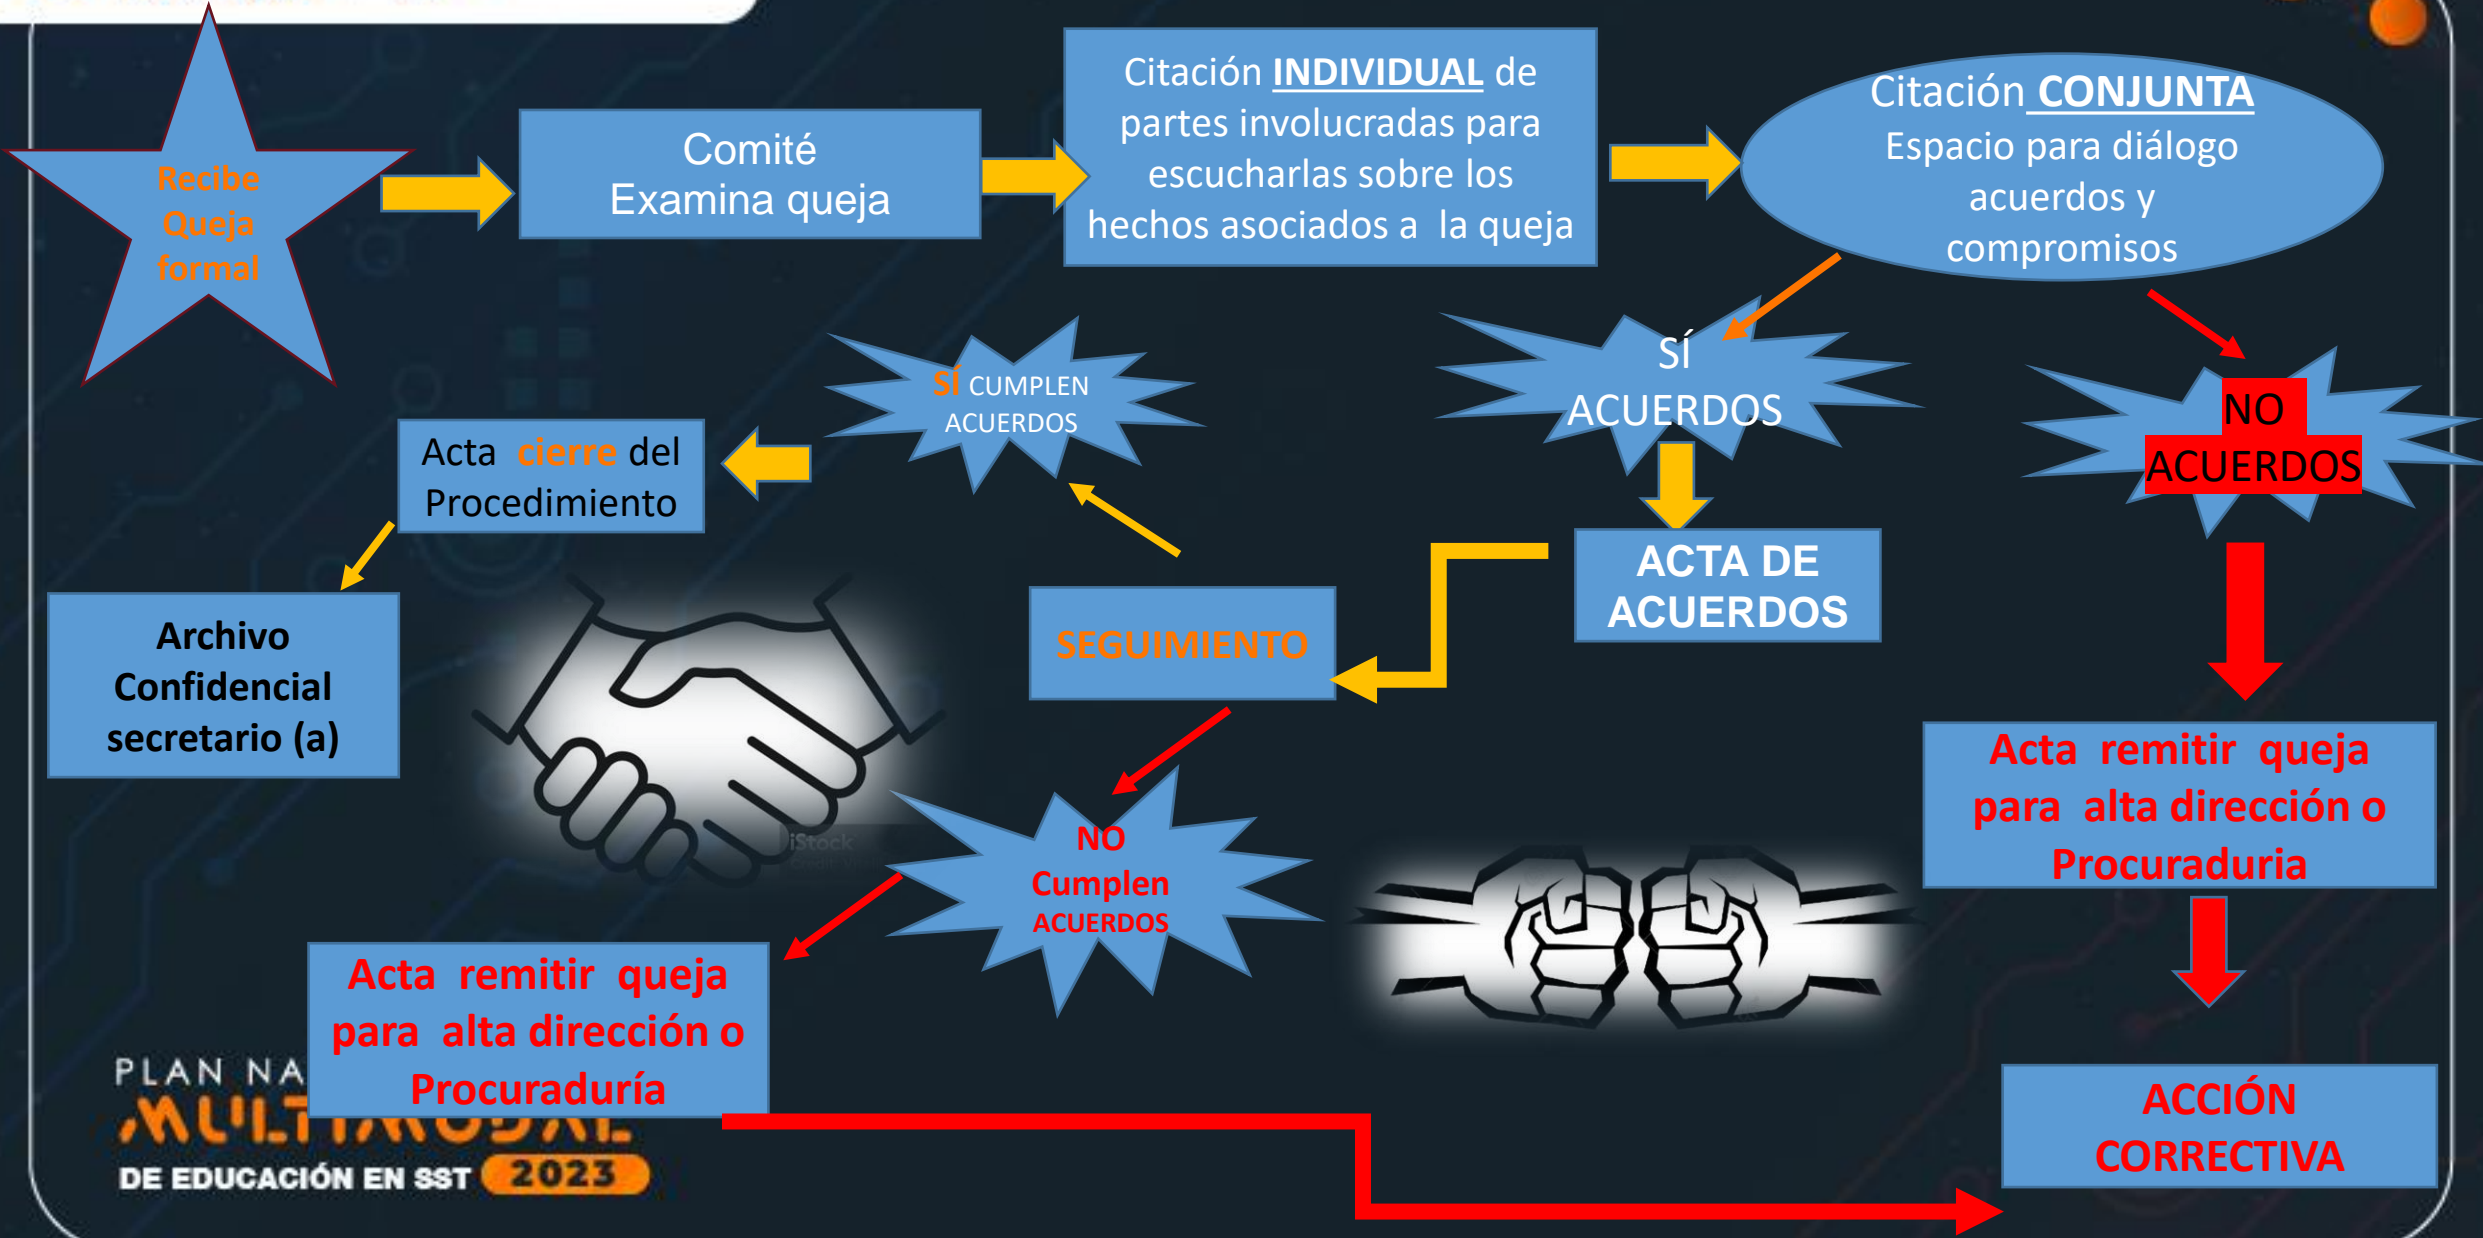 Recibe
Queja
formal
Comité
Examina queja
Citación INDIVIDUAL de
partes involucradas para
escucharlas sobre los
hechos asociados a la queja
Citación CONJUNTA
Espacio para diálogo
acuerdos y
compromisos
SÍ
ACUERDOS
NO
ACUERDOS
SÍ CUMPLEN
ACUERDOS
Acta cierre del
Procedimiento
Archivo
Confidencial
secretario (a)
SEGUIMIENTO
ACTA DE
ACUERDOS
NO
Cumplen
ACUERDOS
Acta remitir queja
para alta dirección o
Procuraduria
Acta remitir queja
para alta dirección o
Procuraduría
ACCIÓN
CORRECTIVA
iStock
PLAN NA
MULTIMODAL
DE EDUCACIÓN EN SST 2023